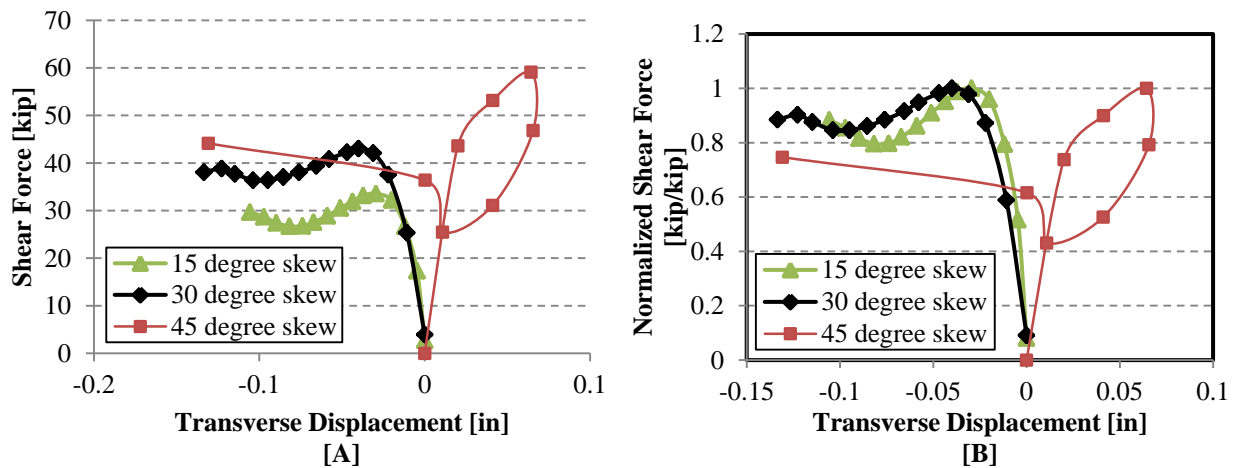 70
60
50
40
30
20
10
0
-0.2
-0.1
0
0.1
Shear Force [kip]
15 degree skew
30 degree skew
45 degree skew
Transverse Displacement [in]
[A]
1.2
1
0.8
0.6
0.4
0.2
0
-0.15
-0.1
-0.05
0
0.05
0.1
Normalized Shear Force
[kip/kip]
15 degree skew
30 degree skew
45 degree skew
Transverse Displacement [in]
[B]